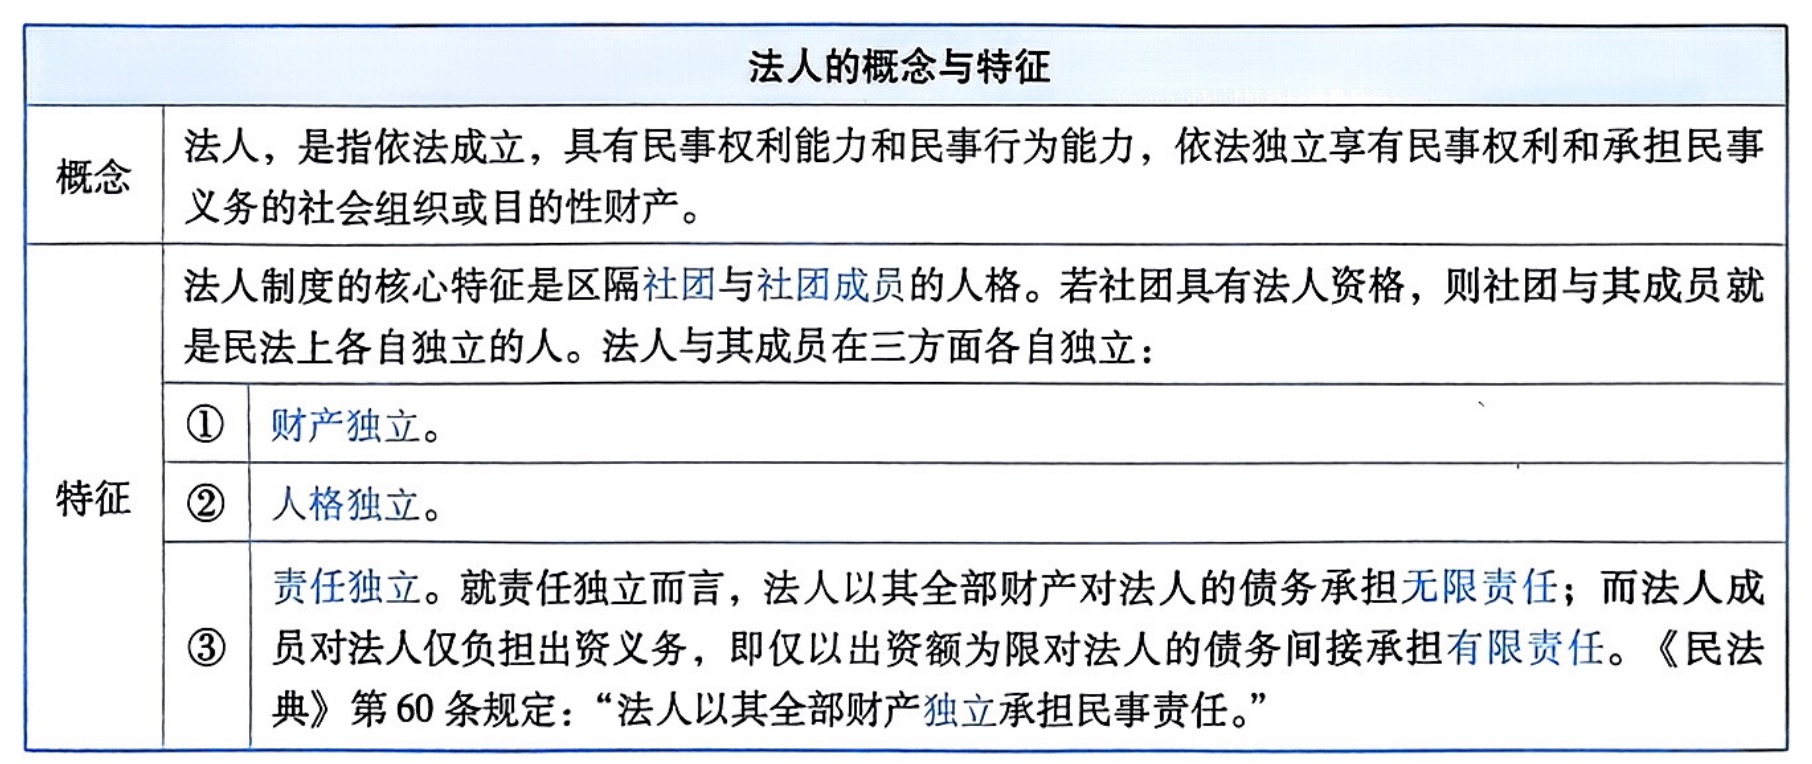 法人的概念与特征
概念
法人，是指依法成立，具有民事权利能力和民事行为能力，依法独立享有民事权利和承担民事
义务的社会组织或目的性财产。
特征
法人制度的核心特征是区隔社团与社团成员的人格。若社团具有法人资格，则社团与其成员就
是民法上各自独立的人。法人与其成员在三方面各自独立：
① 财产独立。
② 人格独立。
③ 责任独立。就责任独立而言，法人以其全部财产对法人的债务承担无限责任；而法人成
员对法人仅负担出资义务，即仅以出资额为限对法人的债务间接承担有限责任。《民法
典》第 60 条规定：“法人以其全部财产独立承担民事责任。”